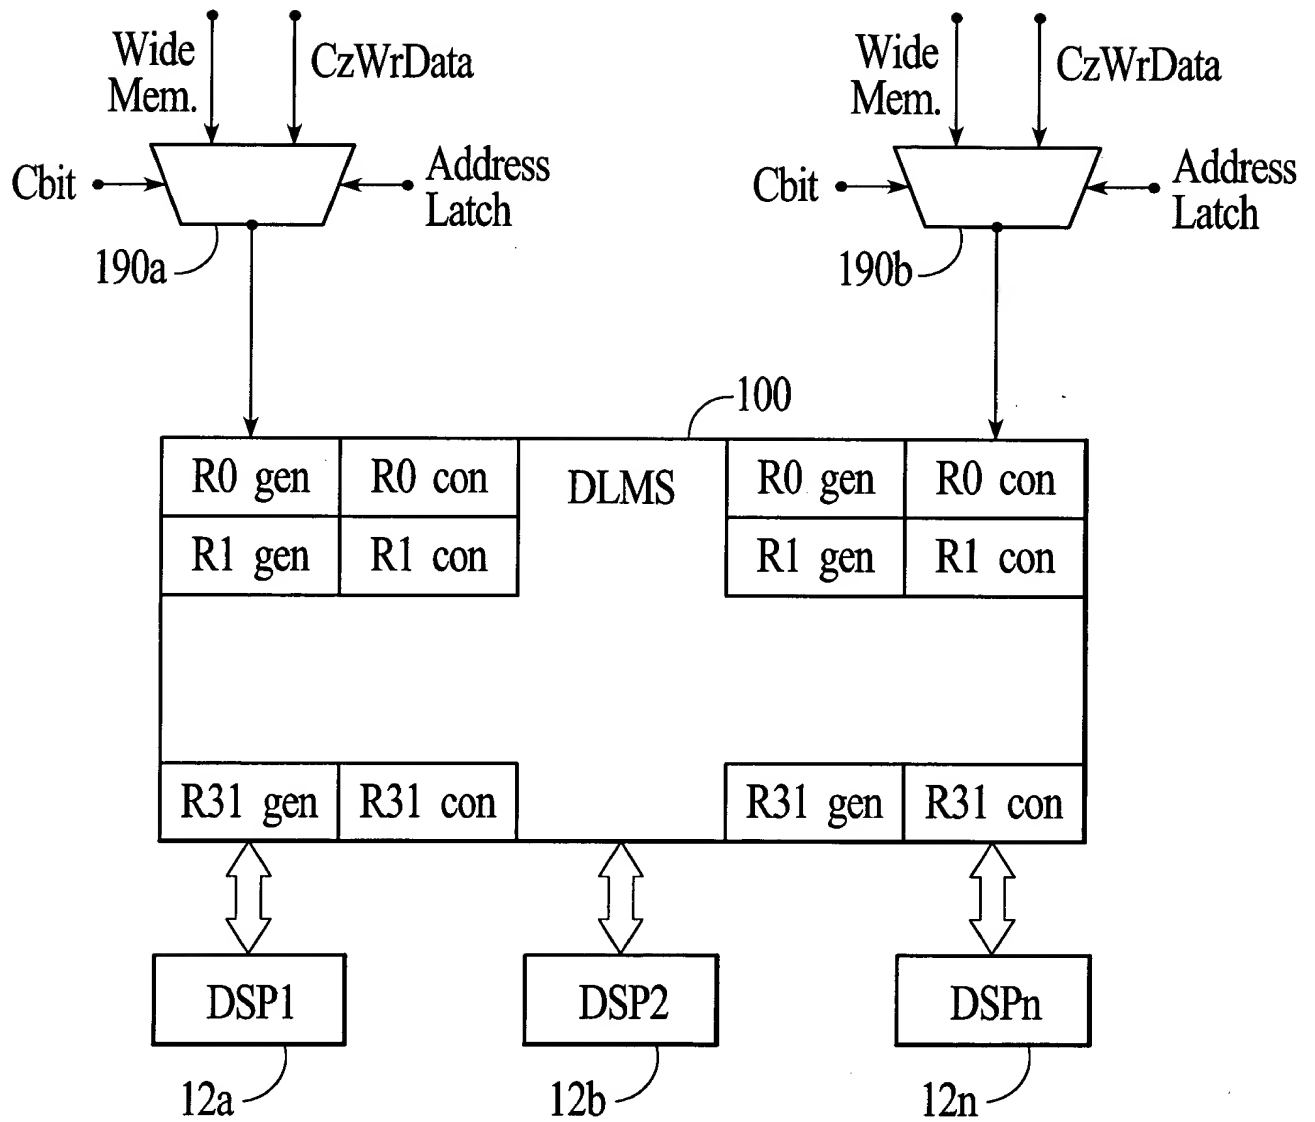 Wide
Mem.
CzWrData
Cbit
Address
Latch
190a
Wide
Mem.
CzWrData
Cbit
Address
Latch
190b
100
R0 gen R0 con DLMS R0 gen R0 con
R1 gen R1 con R1 gen R1 con
R31 gen R31 con R31 gen R31 con
DSP1 DSP2 DSPn
12a 12b 12n